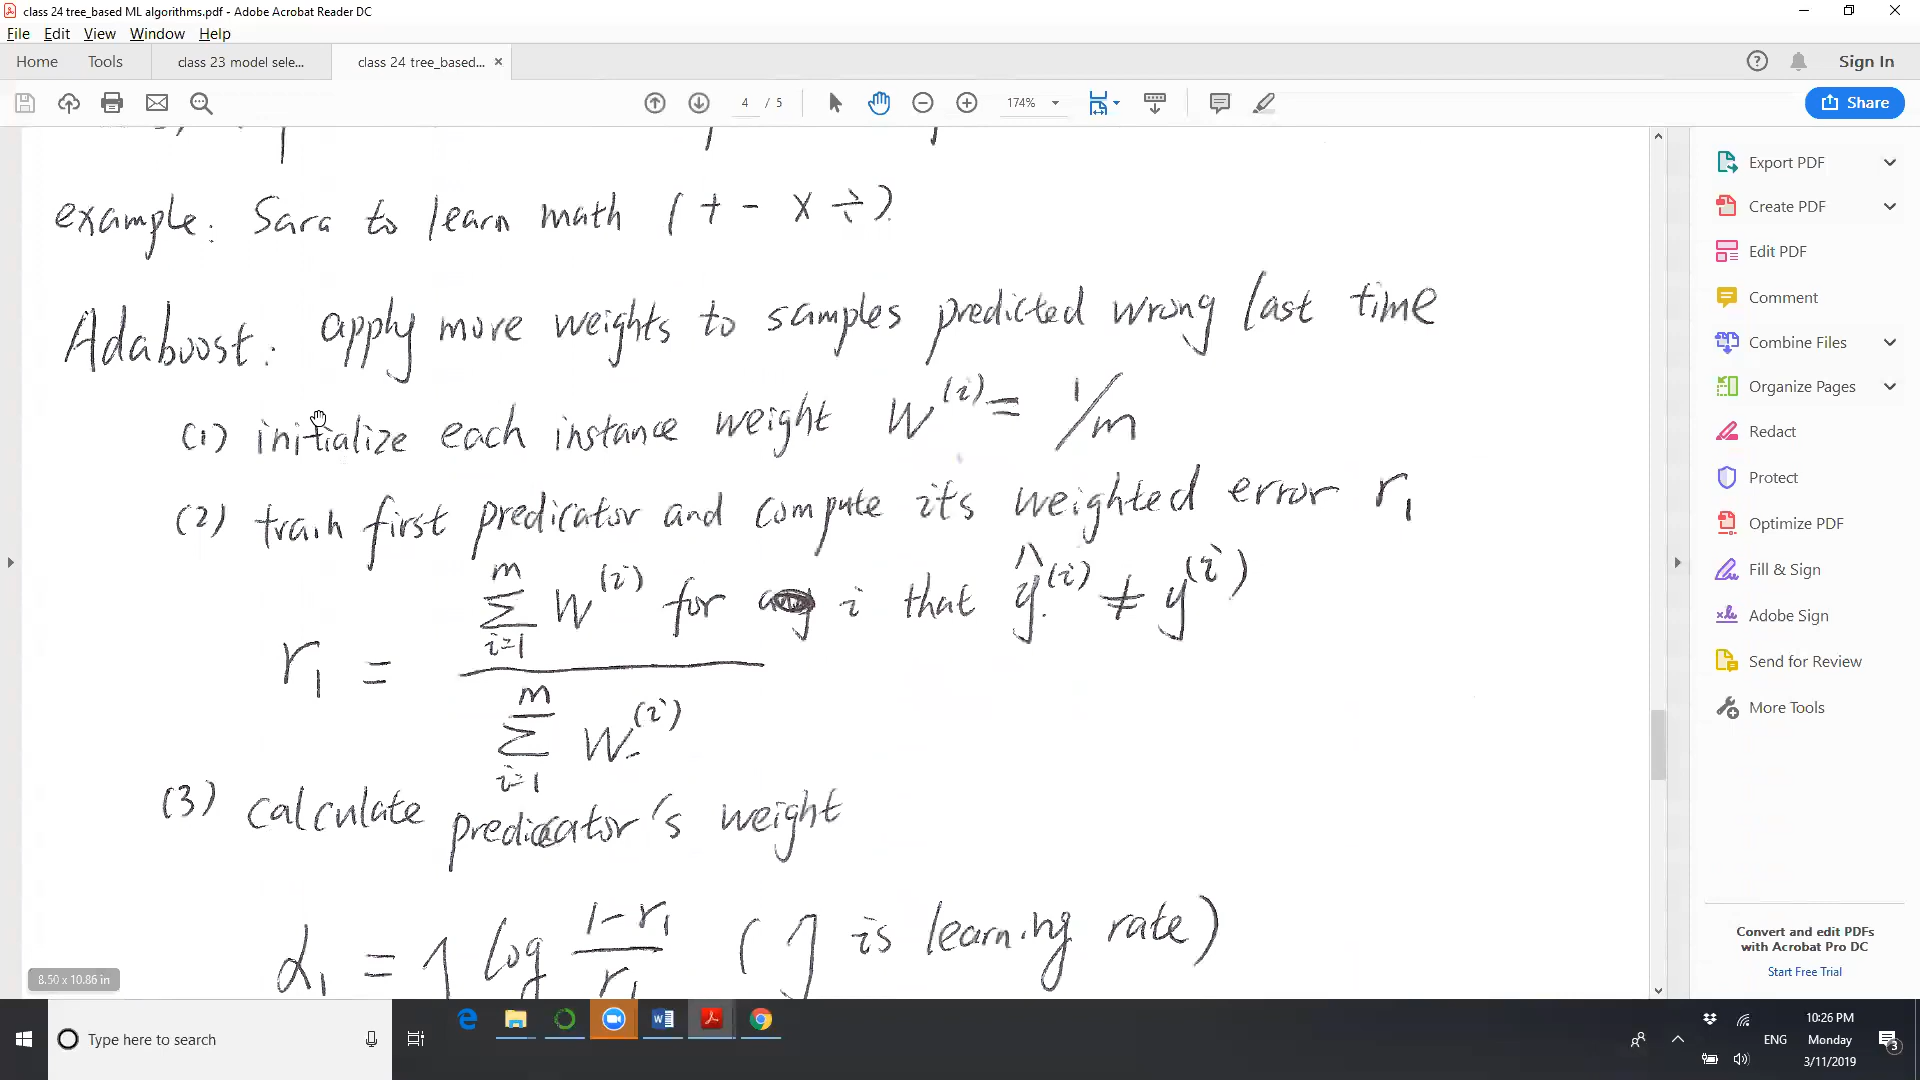 class 24 tree_based ML algorithms.pdf - Adobe Acrobat Reader DC
File Edit View Window Help
Home Tools class 23 model sele... class 24 tree_based... ×
? Sign In
4 / 5 174% Share
example: Sara to learn math (+ - × ÷)
Adaboost: apply more weights to samples predicted wrong last time
(1) initialize each instance weight W^(i) = 1/m
(2) train first predicator and compute its weighted error r₁
r₁ = Σ_{i=1}^{m} W^(i) for i that ŷ^(i) ≠ y^(i) / Σ_{i=1}^{m} W^(i)
(3) calculate predicator's weight
α₁ = η log (1-r₁)/r₁ (η is learning rate)
8.50 x 10.86 in
Export PDF
Create PDF
Edit PDF
Comment
Combine Files
Organize Pages
Redact
Protect
Optimize PDF
Fill & Sign
Adobe Sign
Send for Review
More Tools
Convert and edit PDFs
with Acrobat Pro DC
Start Free Trial
Type here to search
ENG
10:26 PM
Monday
3/11/2019
3